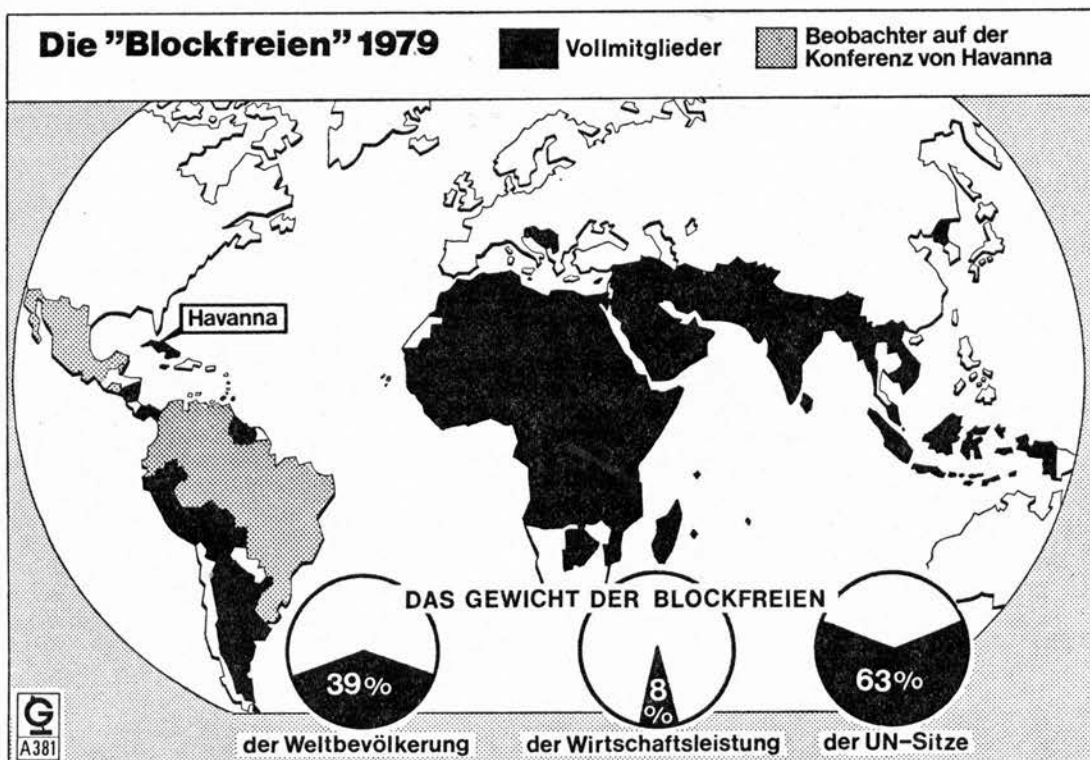 Die "Blockfreien" 1979
Vollmitglieder
Beobachter auf der
Konferenz von Havanna
Havanna
DAS GEWICHT DER BLOCKFREIEN
39%
8
%
63%
der Weltbevölkerung
der Wirtschaftsleistung
der UN-Sitze
G
A381